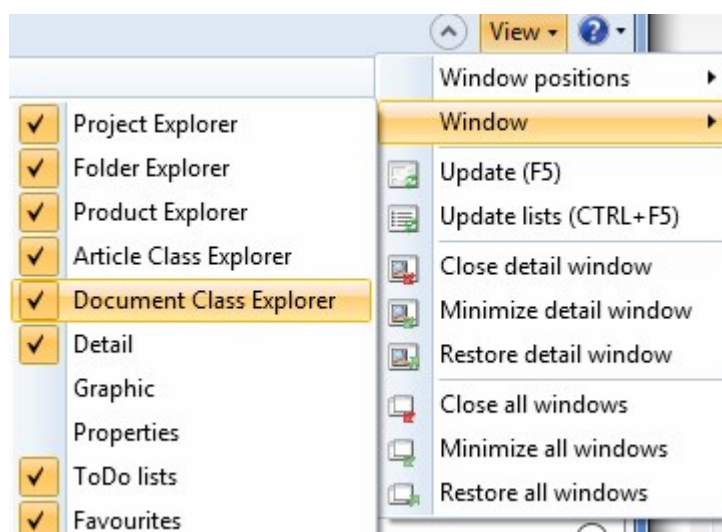 View
Window positions
Window
Update (F5)
Update lists (CTRL+F5)
Close detail window
Minimize detail window
Restore detail window
Close all windows
Minimize all windows
Restore all windows
Project Explorer
Folder Explorer
Product Explorer
Article Class Explorer
Document Class Explorer
Detail
Graphic
Properties
ToDo lists
Favourites